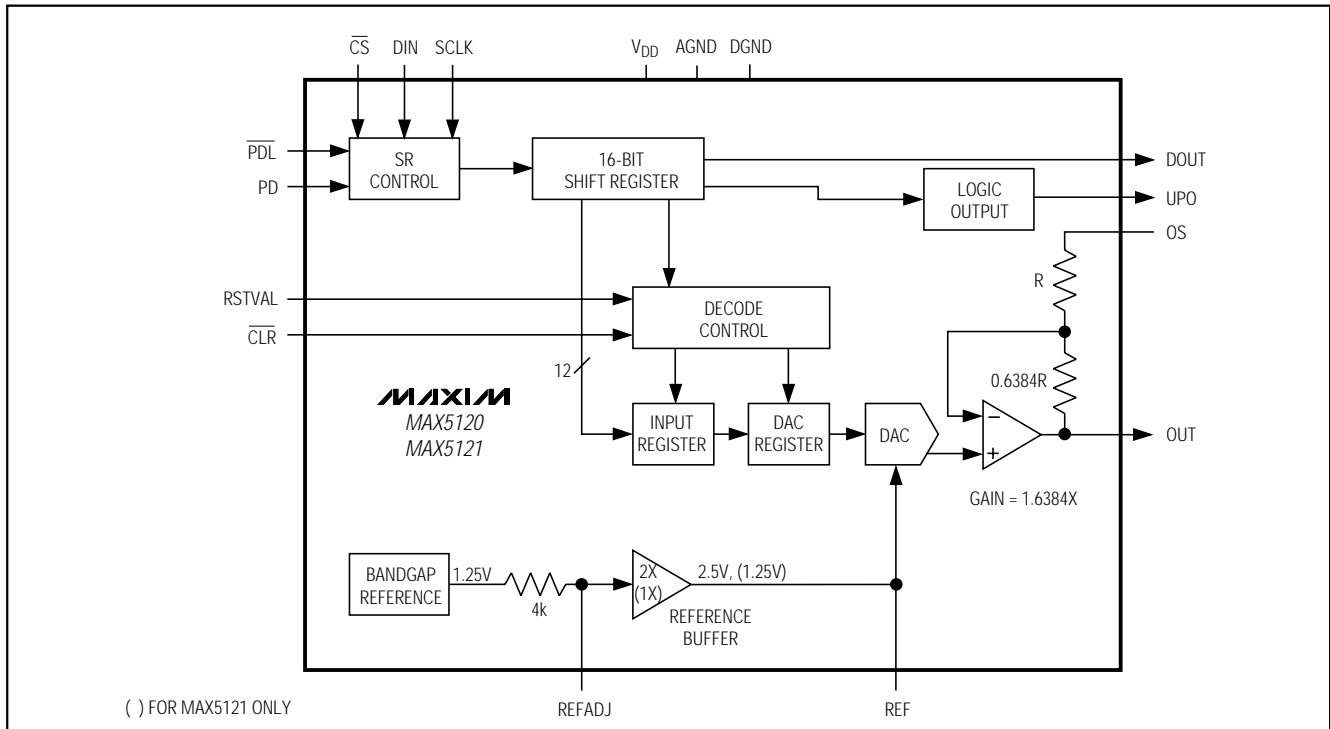 CS DIN SCLK VDD AGND DGND
PDL
PD
SR
CONTROL
16-BIT
SHIFT REGISTER
DOUT
LOGIC
OUTPUT
UPO
OS
R
RSTVAL
CLR
DECODE
CONTROL
12
0.6384R
MAXIM
MAX5120
MAX5121
INPUT
REGISTER
DAC
REGISTER
DAC
−
+
OUT
GAIN = 1.6384X
BANDGAP
REFERENCE
1.25V
4k
2X
(1X)
2.5V, (1.25V)
REFERENCE
BUFFER
( ) FOR MAX5121 ONLY
REFADJ
REF